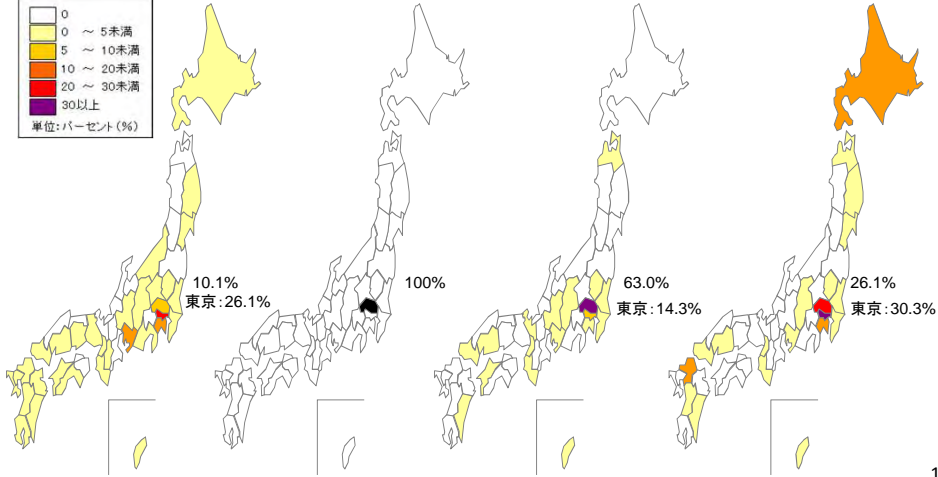 0
0 ～ 5未満
5 ～ 10未満
10 ～ 20未満
20 ～ 30未満
30以上
単位:パーセント(%)
10.1%
東京:26.1%
100%
63.0%
東京:14.3%
26.1%
東京:30.3%
1